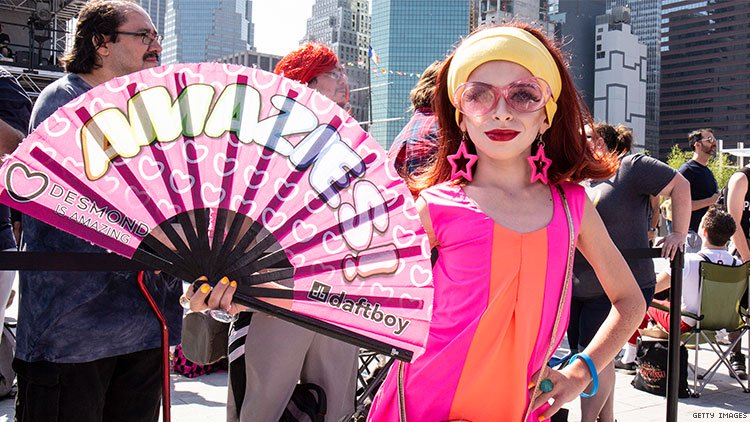 AMAZIES!
DESMOND
IS AMAZING
daftboy
GETTY IMAGES